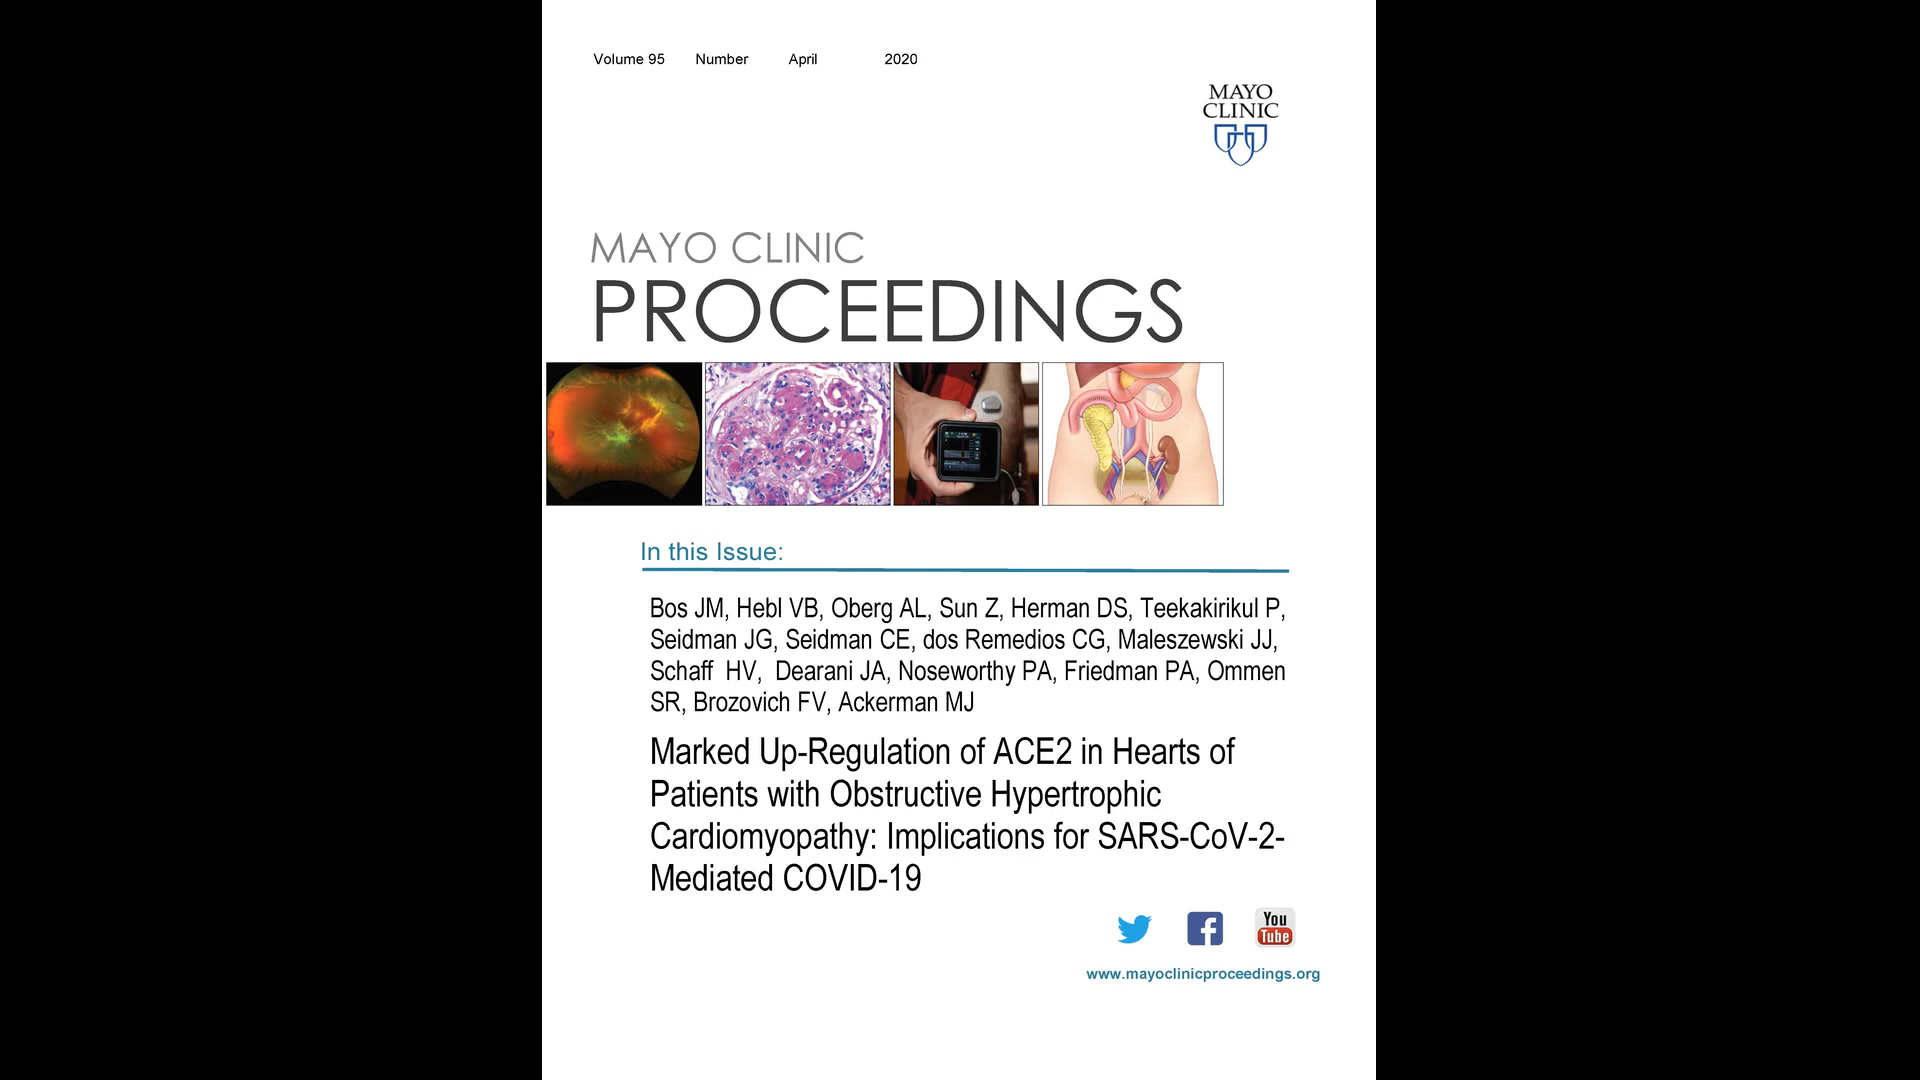 Volume 95 Number April 2020
MAYO
CLINIC
MAYO CLINIC
PROCEEDINGS
In this Issue:
Bos JM, Hebl VB, Oberg AL, Sun Z, Herman DS, Teekakirikul P,
Seidman JG, Seidman CE, dos Remedios CG, Maleszewski JJ,
Schaff HV, Dearani JA, Noseworthy PA, Friedman PA, Ommen
SR, Brozovich FV, Ackerman MJ
Marked Up-Regulation of ACE2 in Hearts of
Patients with Obstructive Hypertrophic
Cardiomyopathy: Implications for SARS-CoV-2-
Mediated COVID-19
You
Tube
www.mayoclinicproceedings.org